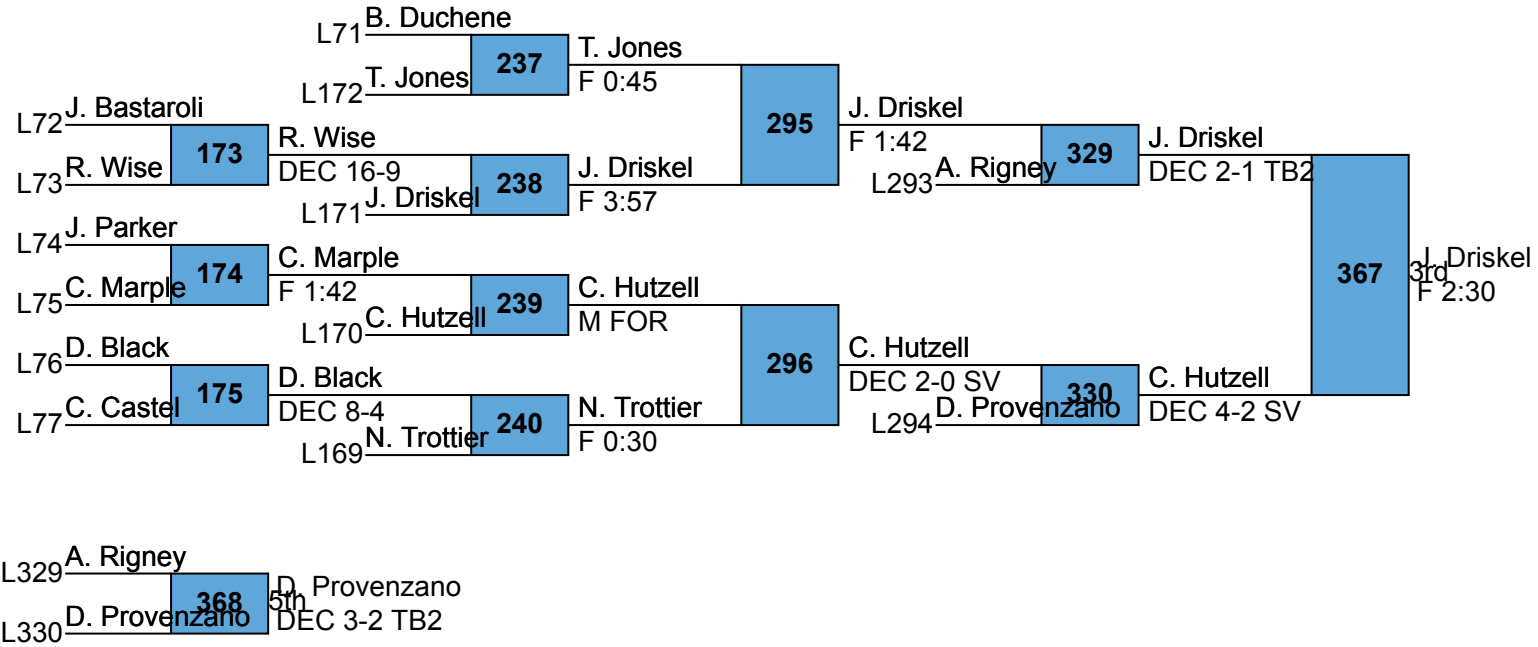 B. Duchene
L71
237
T. Jones
F 0:45
T. Jones
L172
J. Bastaroli
L72
173
R. Wise
DEC 16-9
R. Wise
L73
238
J. Driskel
F 3:57
J. Driskel
L171
295
J. Driskel
F 1:42
A. Rigney
L293
329
J. Driskel
DEC 2-1 TB2
J. Parker
L74
174
C. Marple
F 1:42
C. Marple
L75
239
C. Hutzell
M FOR
C. Hutzell
L170
D. Black
L76
175
D. Black
DEC 8-4
C. Castel
L77
240
N. Trottier
F 0:30
N. Trottier
L169
296
C. Hutzell
DEC 2-0 SV
D. Provenzano
L294
330
C. Hutzell
DEC 4-2 SV
367
3rd
J. Driskel
F 2:30
A. Rigney
L329
368
5th
D. Provenzano
DEC 3-2 TB2
D. Provenzano
L330